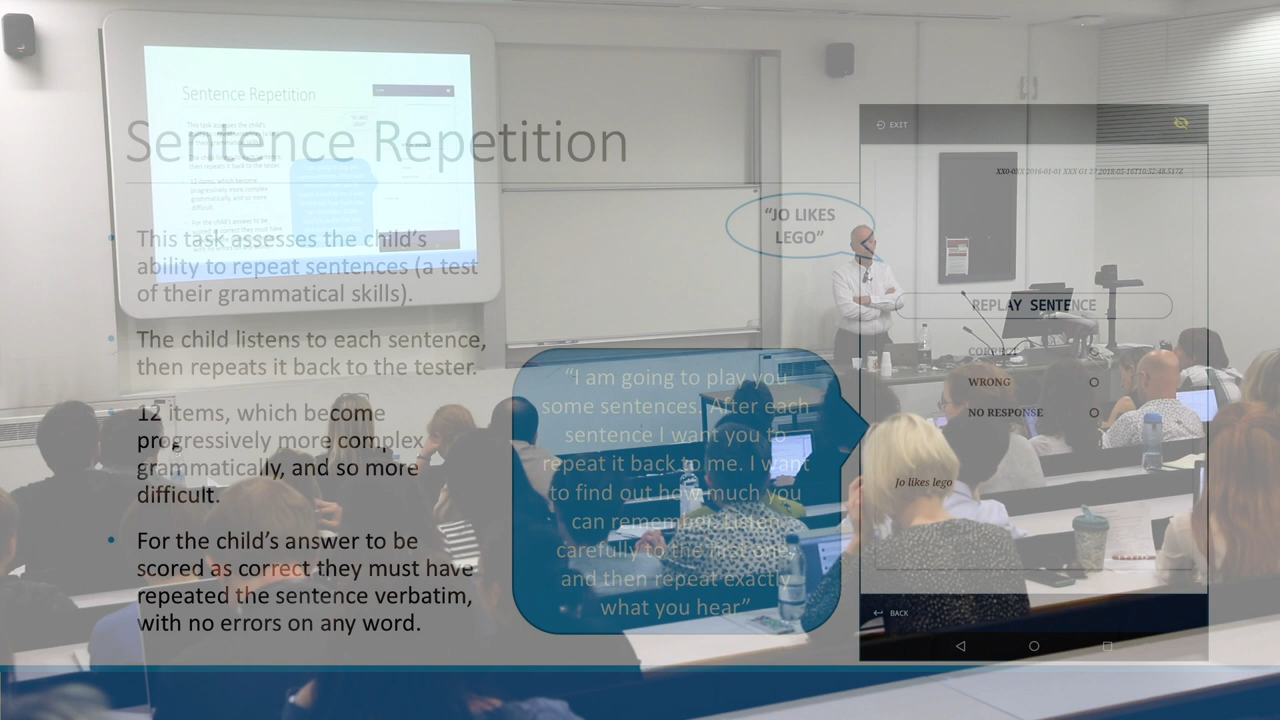 Sentence Repetition
This task assesses the child's
ability to repeat sentences (a test
of their grammatical skills).
The child listens to each sentence,
then repeats it back to the tester.
12 items, which become
progressively more complex
grammatically, and so more
difficult.
• For the child's answer to be
scored as correct they must have
repeated the sentence verbatim,
with no errors on any word.
"JO LIKES
LEGO"
"I am going to play you
some sentences. After each
sentence I want you to
repeat it back to me. I want
to find out how much you
can remember. Listen
carefully to the first one,
and then repeat exactly
what you hear"
EXIT
REPLAY SENTENCE
CORRECT
WRONG
NO RESPONSE
Jo likes lego
BACK
Sentence Repetition